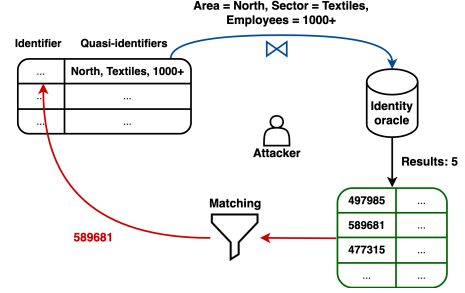 Area = North, Sector = Textiles,
Employees = 1000+
Identifier
Quasi-identifiers
...
North, Textiles, 1000+
...
...
...
...
Identity
oracle
Attacker
Results: 5
Matching
589681
497985
...
589681
...
477315
...
...
...